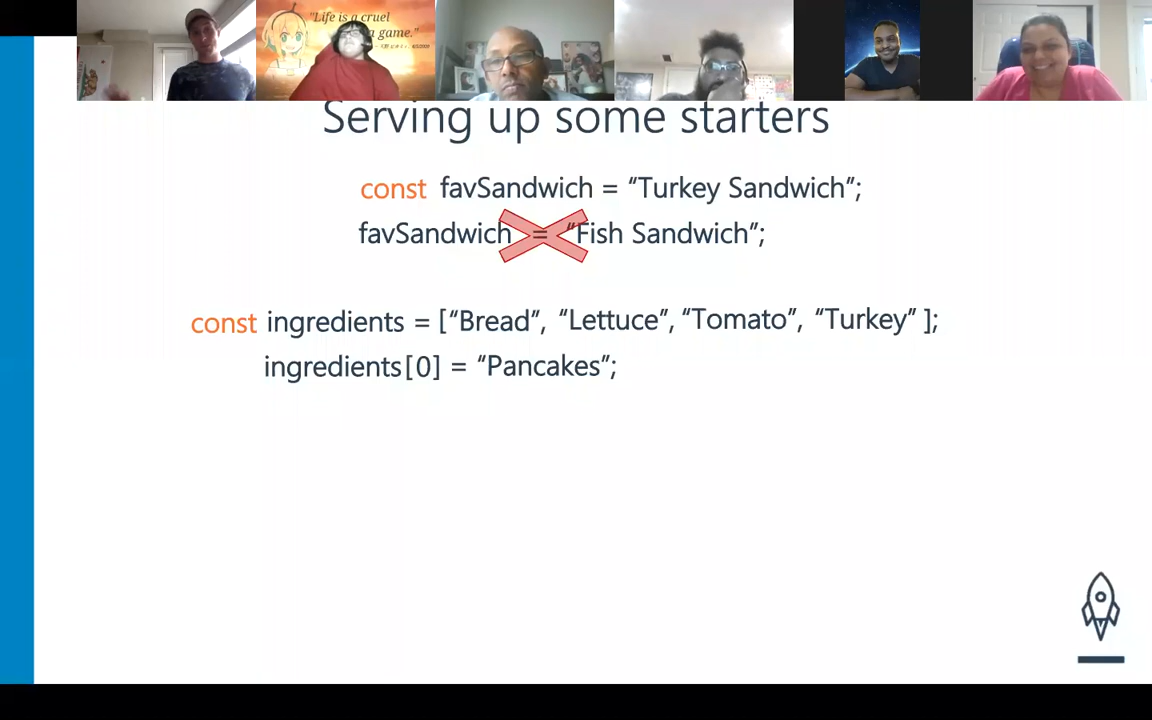 "Life is a cruel
a game."
Serving up some starters
const favSandwich = “Turkey Sandwich”;
favSandwich = “Fish Sandwich”;
const ingredients = [“Bread”, “Lettuce”, “Tomato”, “Turkey” ];
ingredients[0] = “Pancakes”;